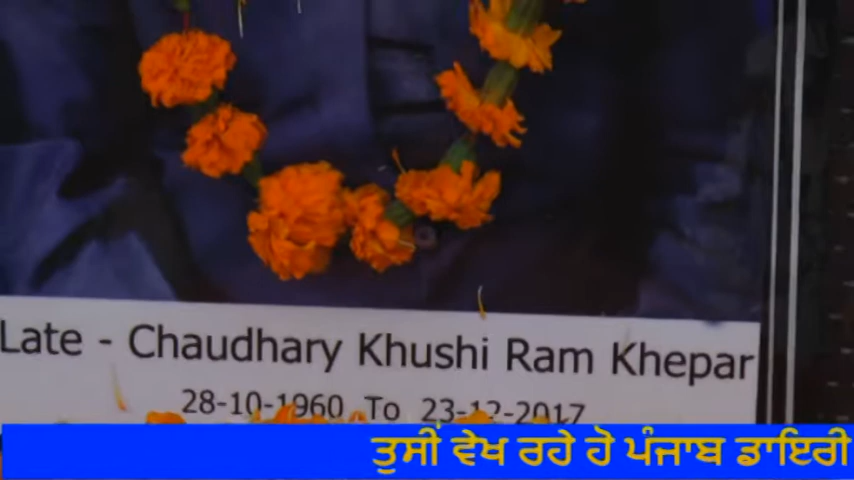 Late - Chaudhary Khushi Ram Khepar
28-10-1960 To 23-12-2017
ਤੁਸੀਂ ਵੇਖ ਰਹੇ ਹੋ ਪੰਜਾਬ ਡਾਇਰੀ